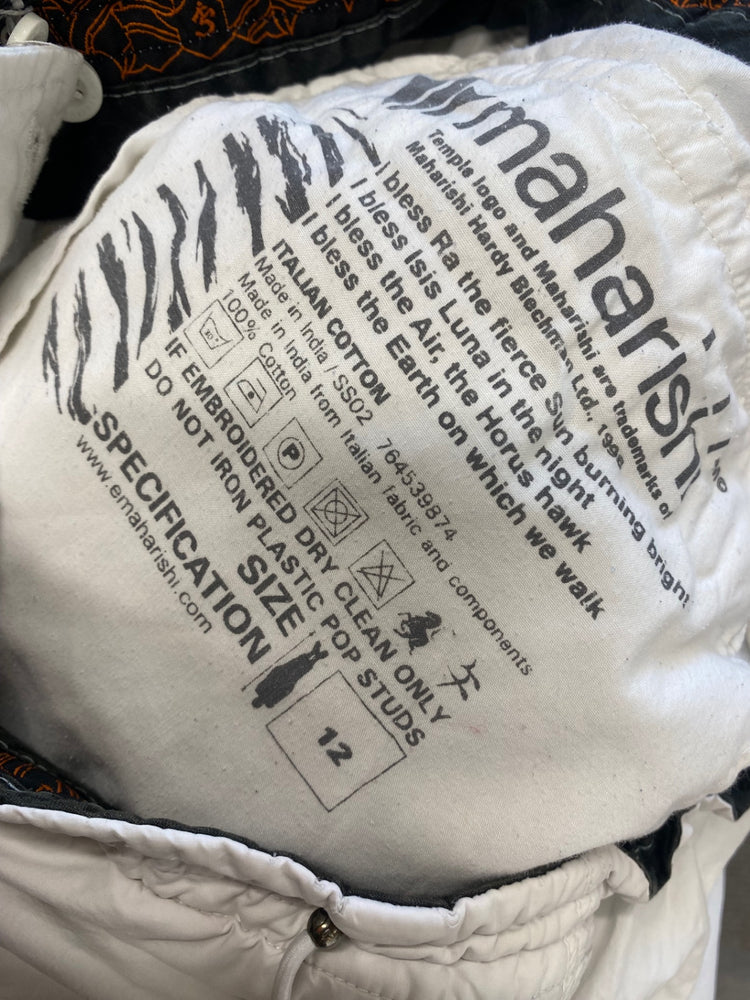 maharishi
Temple logo and Maharishi are trademarks of
Maharishi Hardy Blechman Ltd., 199
I bless Ra the fierce Sun burning bright
I bless Isis Luna in the night
I bless the Air, the Horus hawk
I bless the Earth on which we walk
ITALIAN COTTON
Made in India / SS02 764539874
Made in India from Italian fabric and components
100% Cotton
P
IF EMBROIDERED DRY CLEAN ONLY
DO NOT IRON PLASTIC POP STUDS
SIZE
12
SPECIFICATION
www.emaharishi.com